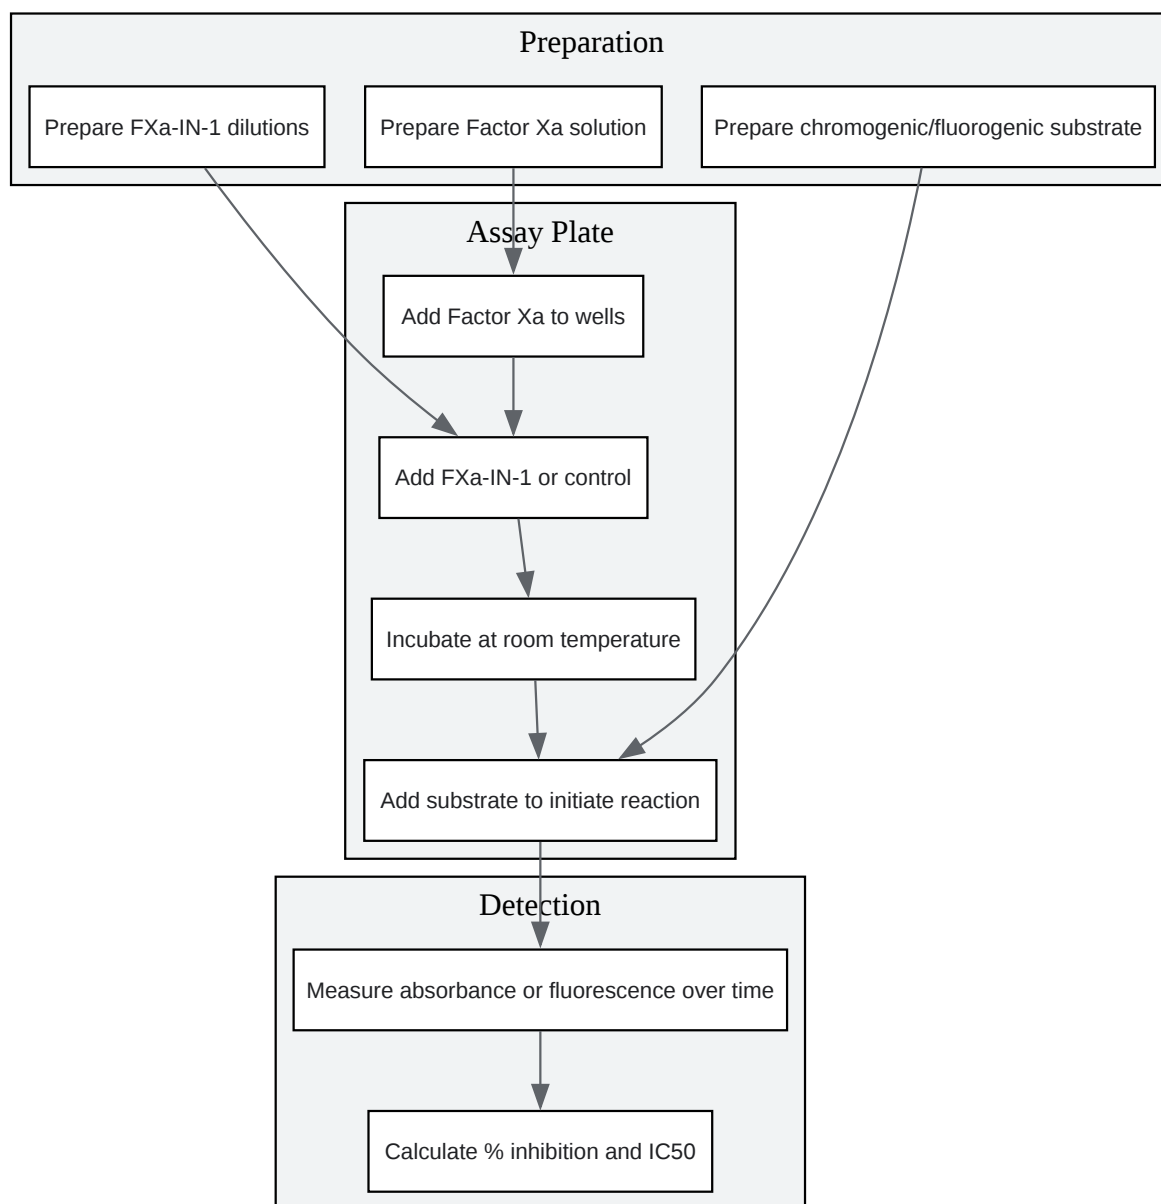 Preparation
Prepare FXa-IN-1 dilutions
Prepare Factor Xa solution
Prepare chromogenic/fluorogenic substrate
Assay Plate
Add Factor Xa to wells
Add FXa-IN-1 or control
Incubate at room temperature
Add substrate to initiate reaction
Detection
Measure absorbance or fluorescence over time
Calculate % inhibition and IC50